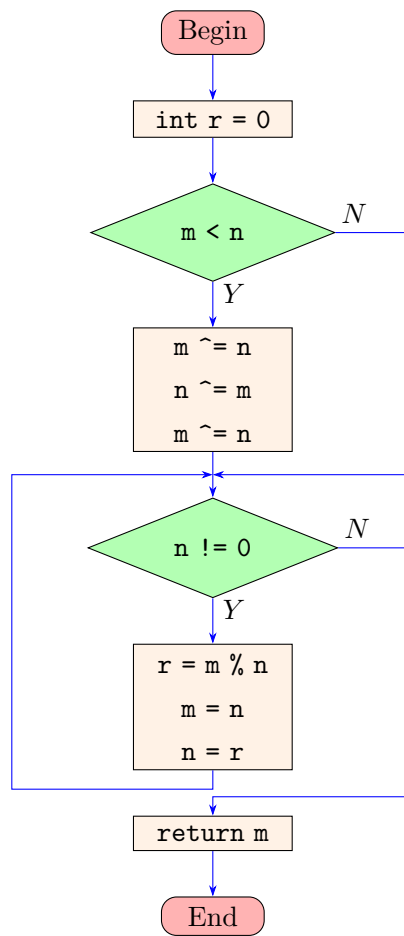 Begin
int r = 0
m < n
N
Y
m ^= n
n ^= m
m ^= n
n != 0
N
Y
r = m % n
m = n
n = r
return m
End